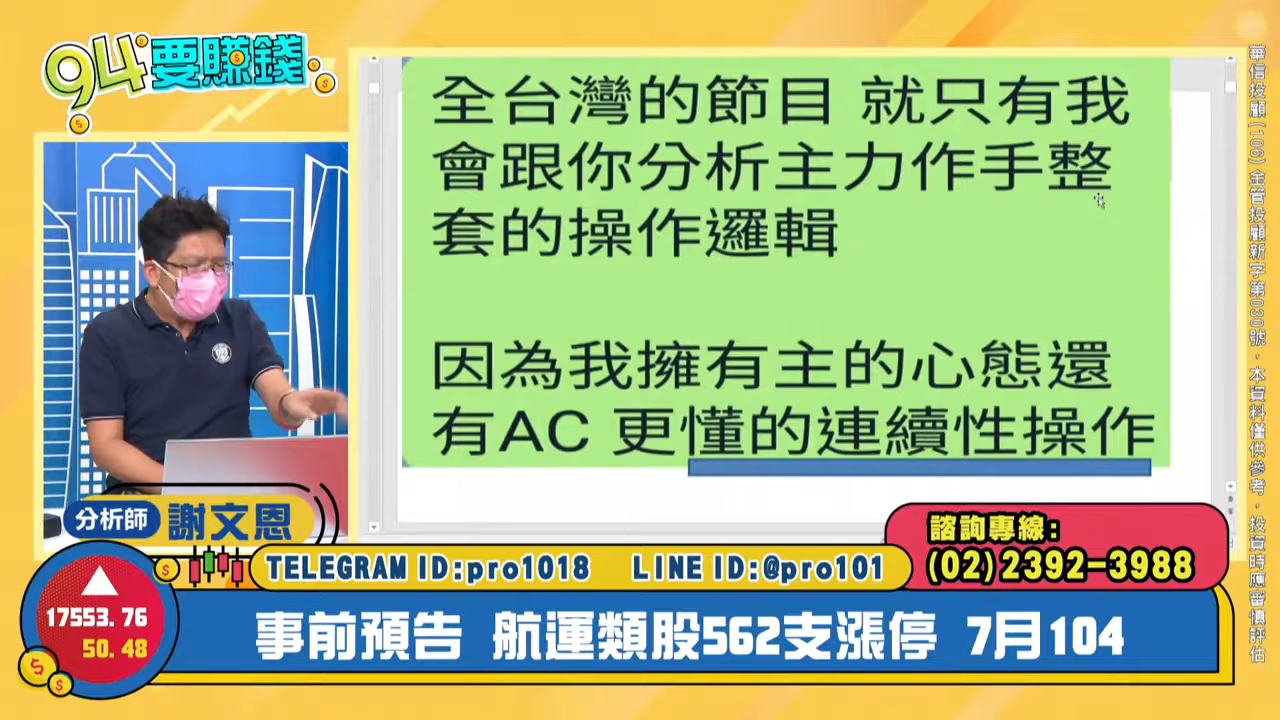 94要賺錢
全台灣的節目 就只有我
會跟你分析主力作手整
套的操作邏輯
因為我擁有主的心態還
有AC 更懂的連續性操作
華信投顧(106)金管投顧新字第030號，本資料僅供參考，投資時應審慎評估
分析師 謝文恩
諮詢專線:
(02)2392-3988
TELEGRAM ID:pro1018 LINE ID:@pro101
17553.76
50.48
事前預告 航運類股562支漲停 7月104